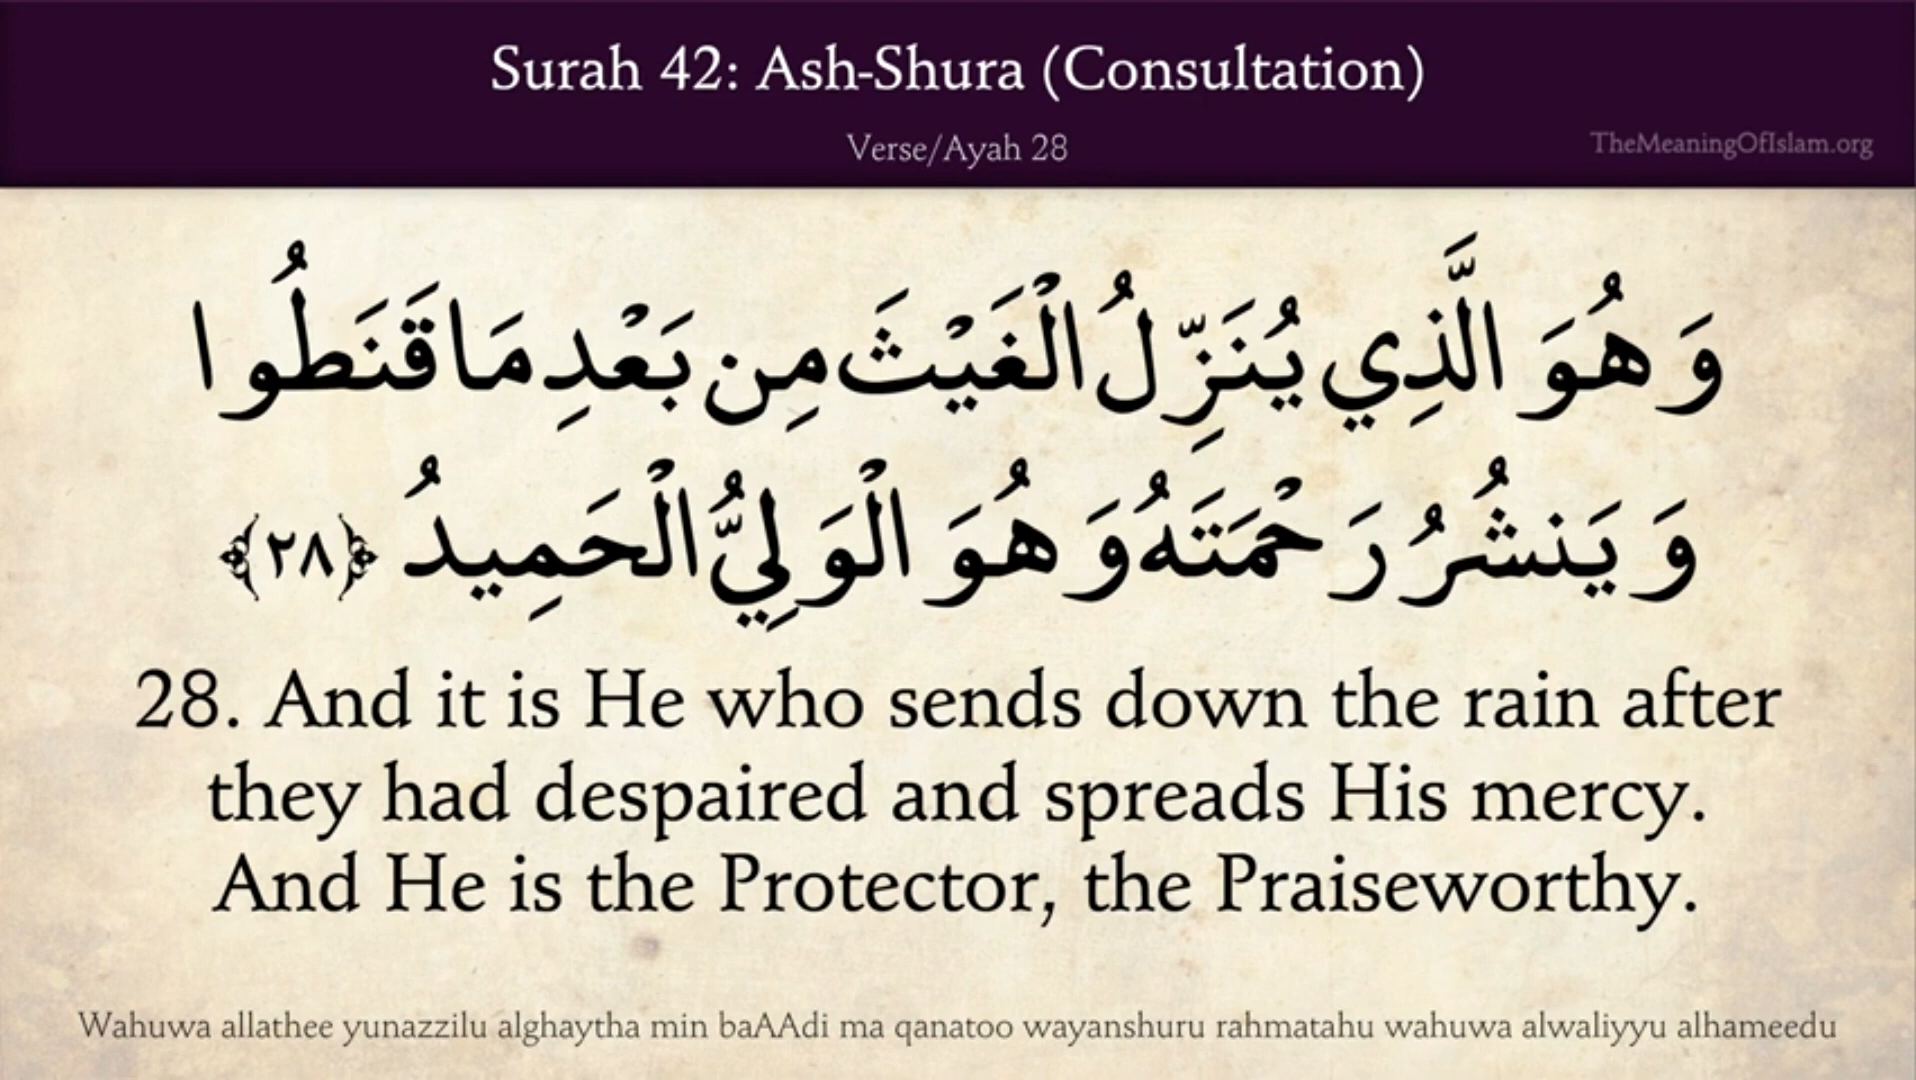 Surah 42: Ash-Shura (Consultation)
Verse/Ayah 28
TheMeaningOfIslam.org
وَهُوَ الَّذِي يُنَزِّلُ الْغَيْثَ مِن بَعْدِ مَا قَنَطُوا
وَيَنشُرُ رَحْمَتَهُ وَهُوَ الْوَلِيُّ الْحَمِيدُ ﴿٢٨﴾
28. And it is He who sends down the rain after
they had despaired and spreads His mercy.
And He is the Protector, the Praiseworthy.
Wahuwa allathee yunazzilu alghaytha min baAAdi ma qanatoo wayanshuru rahmatahu wahuwa alwaliyyu alhameedu